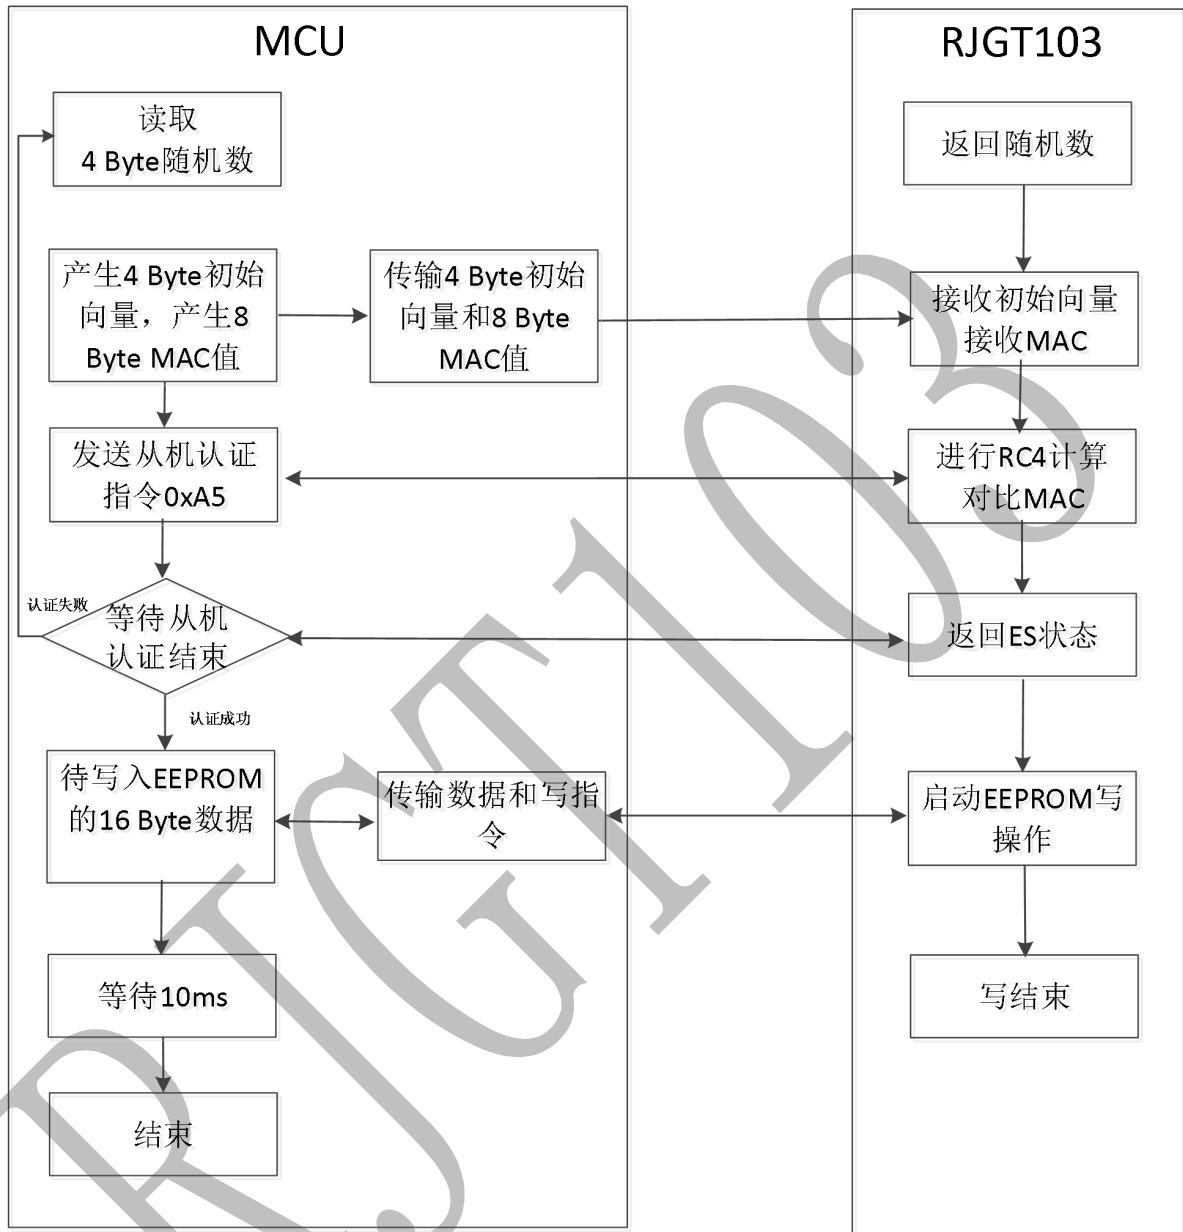 MCU
读取
4 Byte随机数
产生4 Byte初始
向量，产生8
Byte MAC值
传输4 Byte初始
向量和8 Byte
MAC值
发送从机认证
指令0xA5
认证失败
等待从机
认证结束
认证成功
待写入EEPROM
的16 Byte数据
传输数据和写指
令
等待10ms
结束
RJGT103
返回随机数
接收初始向量
接收MAC
进行RC4计算
对比MAC
返回ES状态
启动EEPROM写
操作
写结束
RJGT103